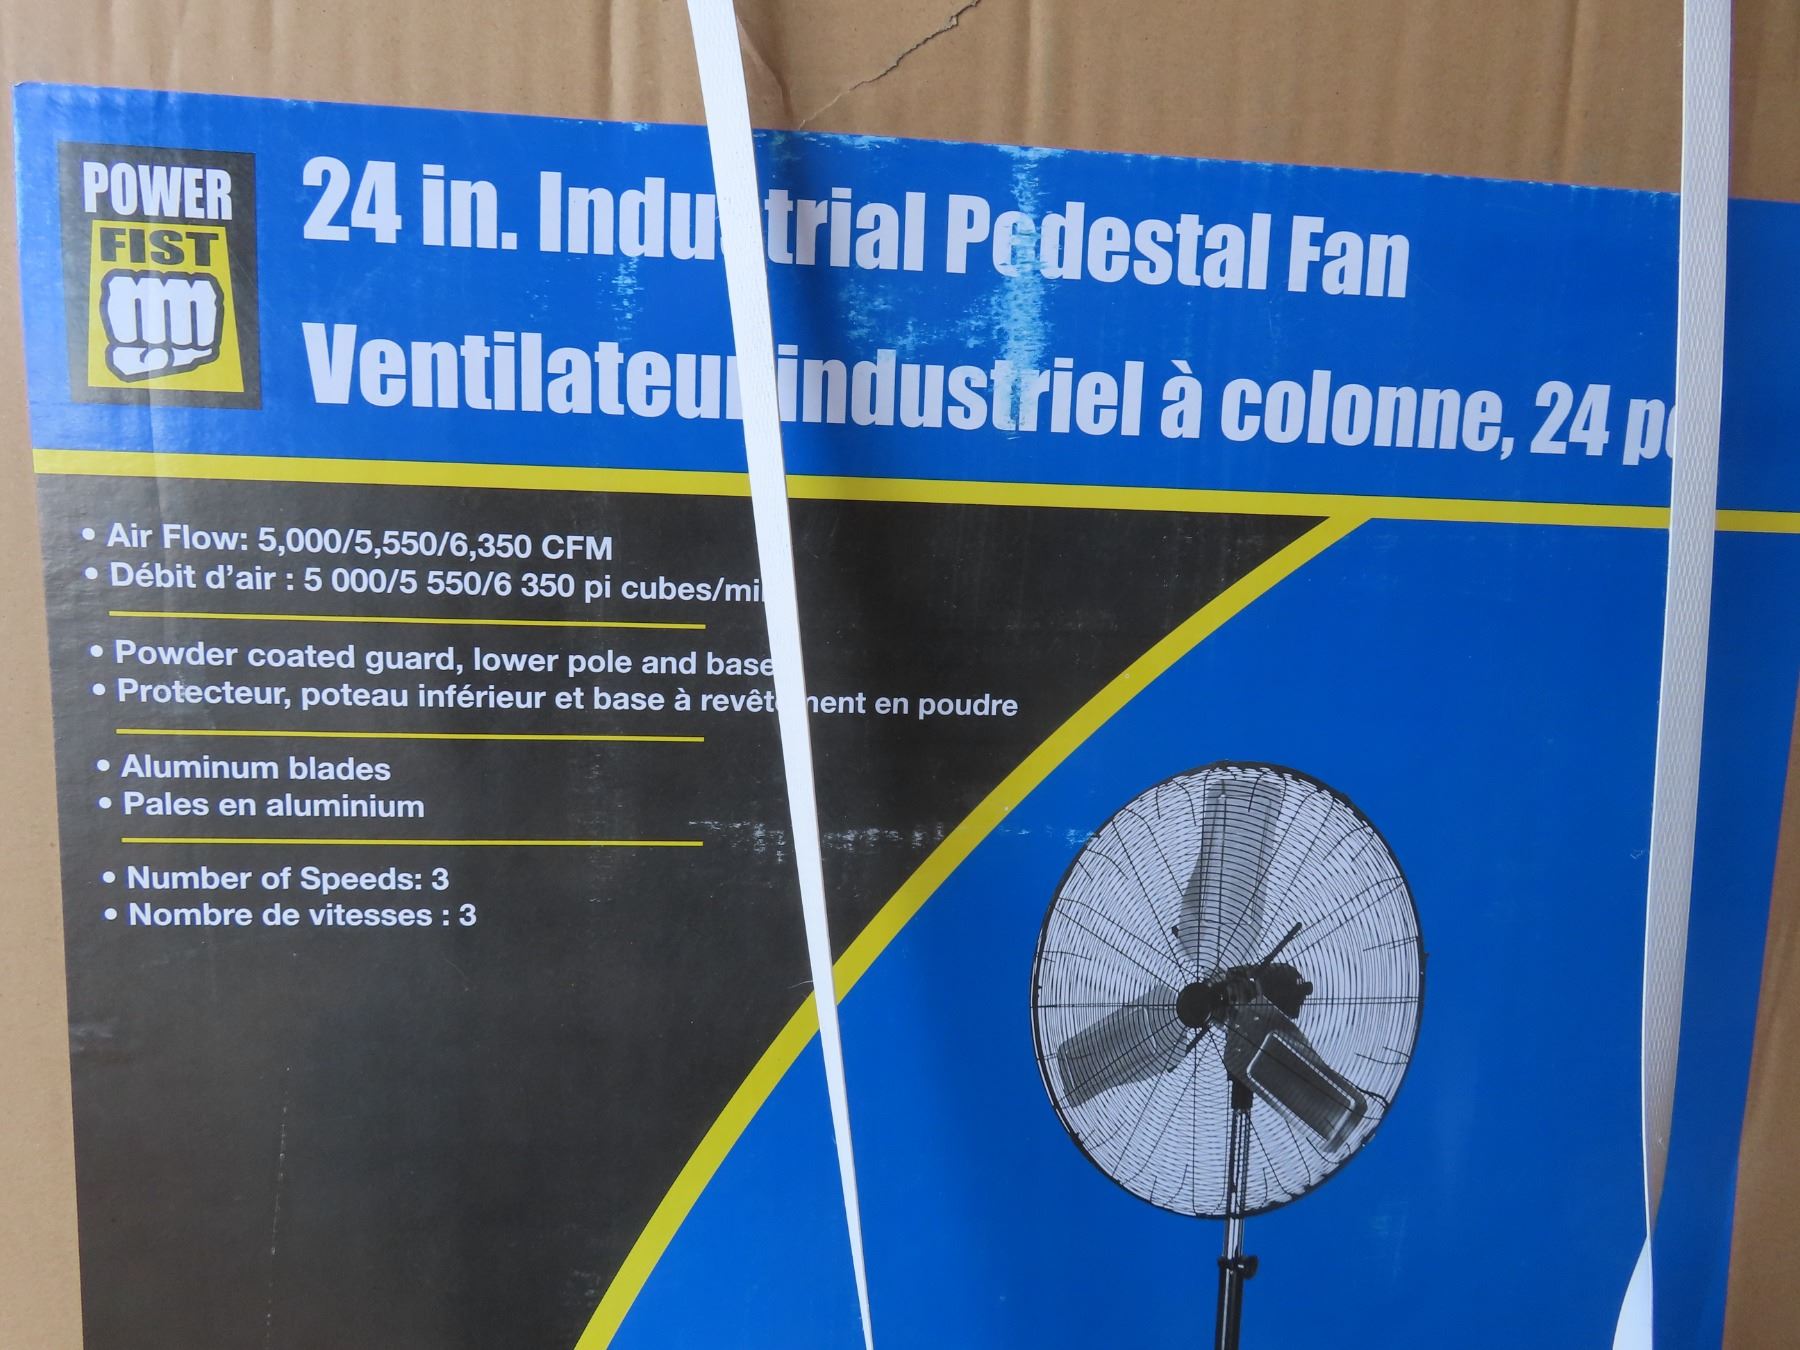 POWER
FIST
24 in. Industrial Pedestal Fan
Ventilateur industriel à colonne, 24
• Air Flow: 5,000/5,550/6,350 CFM
• Débit d'air : 5 000/5 550/6 350 pi cubes/min
• Powder coated guard, lower pole and base
• Protecteur, poteau inférieur et base à revêtement en poudre
• Aluminum blades
• Pales en aluminium
• Number of Speeds: 3
• Nombre de vitesses : 3